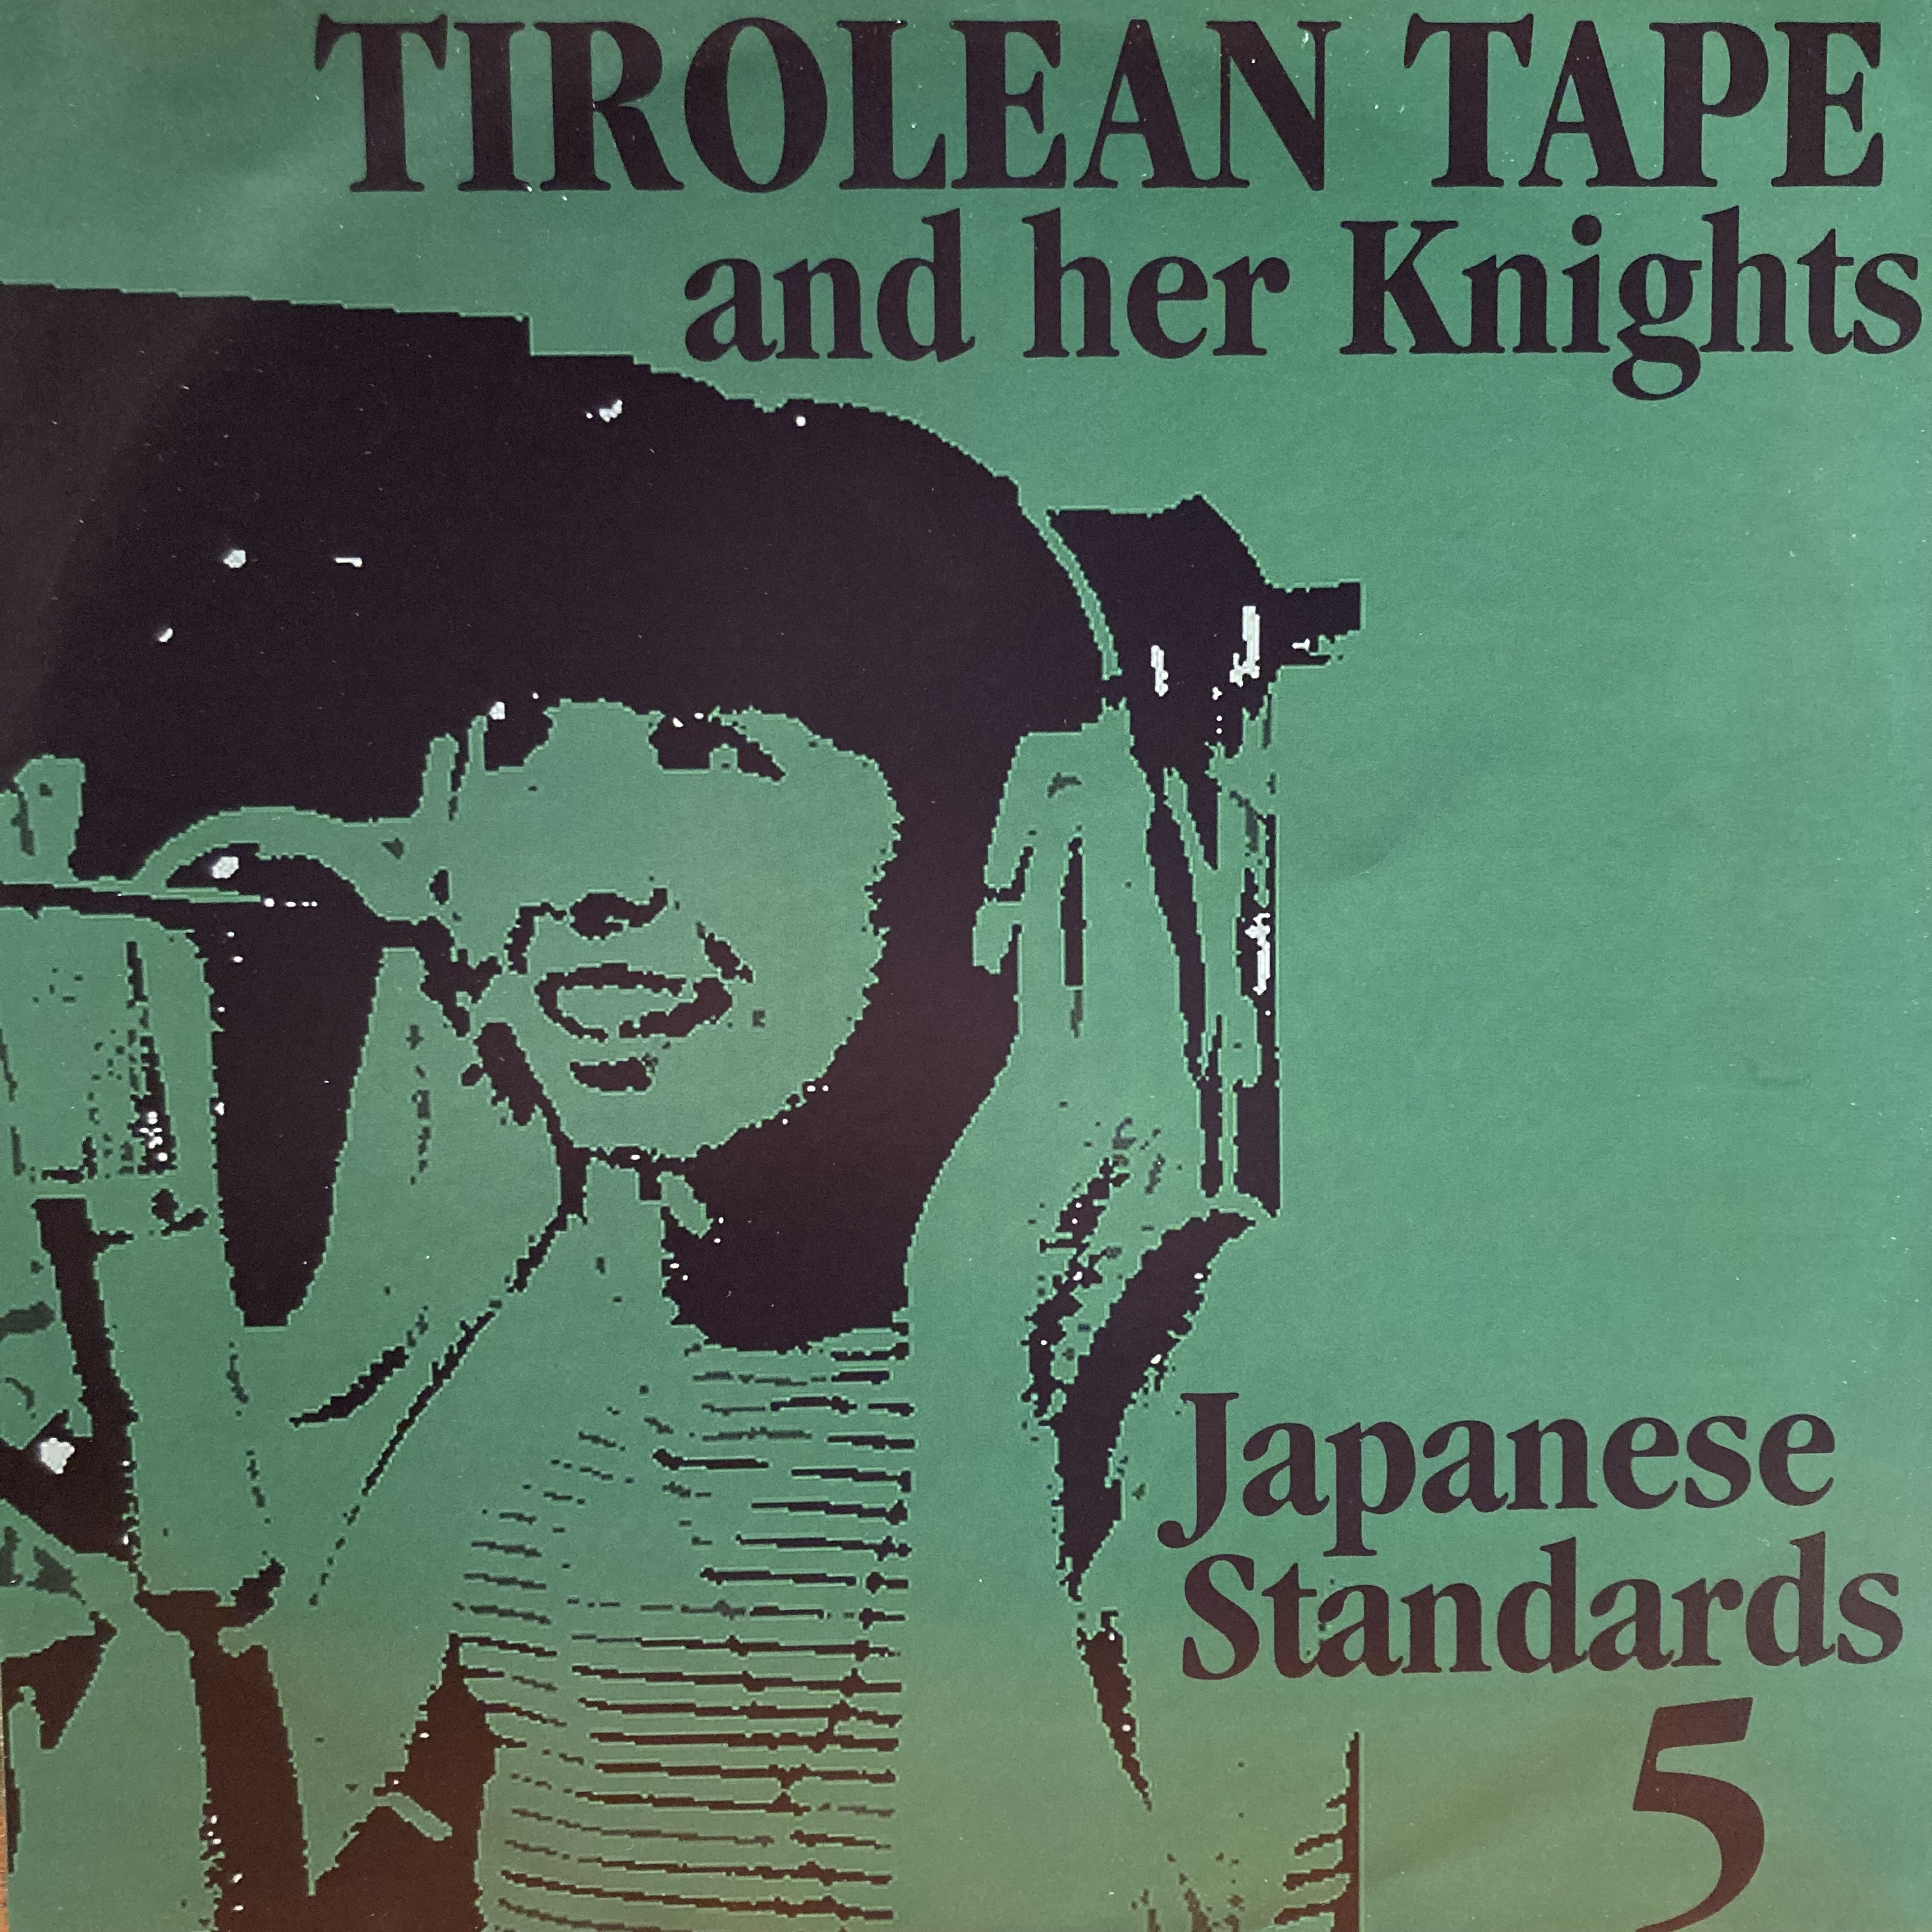 TIROLEAN TAPE
and her Knights
Japanese
Standards
5